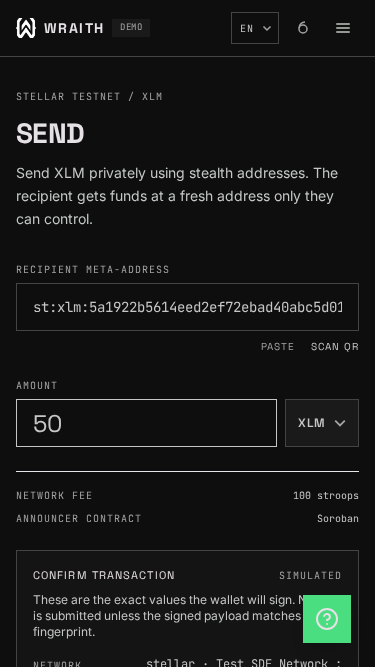 WRAITH DEMO EN
STELLAR TESTNET / XLM
SEND
Send XLM privately using stealth addresses. The
recipient gets funds at a fresh address only they
can control.
RECIPIENT META-ADDRESS
st:xlm:5a1922b5614eed2ef72ebad40abc5d01
PASTE SCAN QR
AMOUNT
50 XLM
NETWORK FEE 100 stroops
ANNOUNCER CONTRACT Soroban
CONFIRM TRANSACTION SIMULATED
These are the exact values the wallet will sign.
is submitted unless the signed payload matches
fingerprint.
NETWORK stellar · Test SDF Network ;